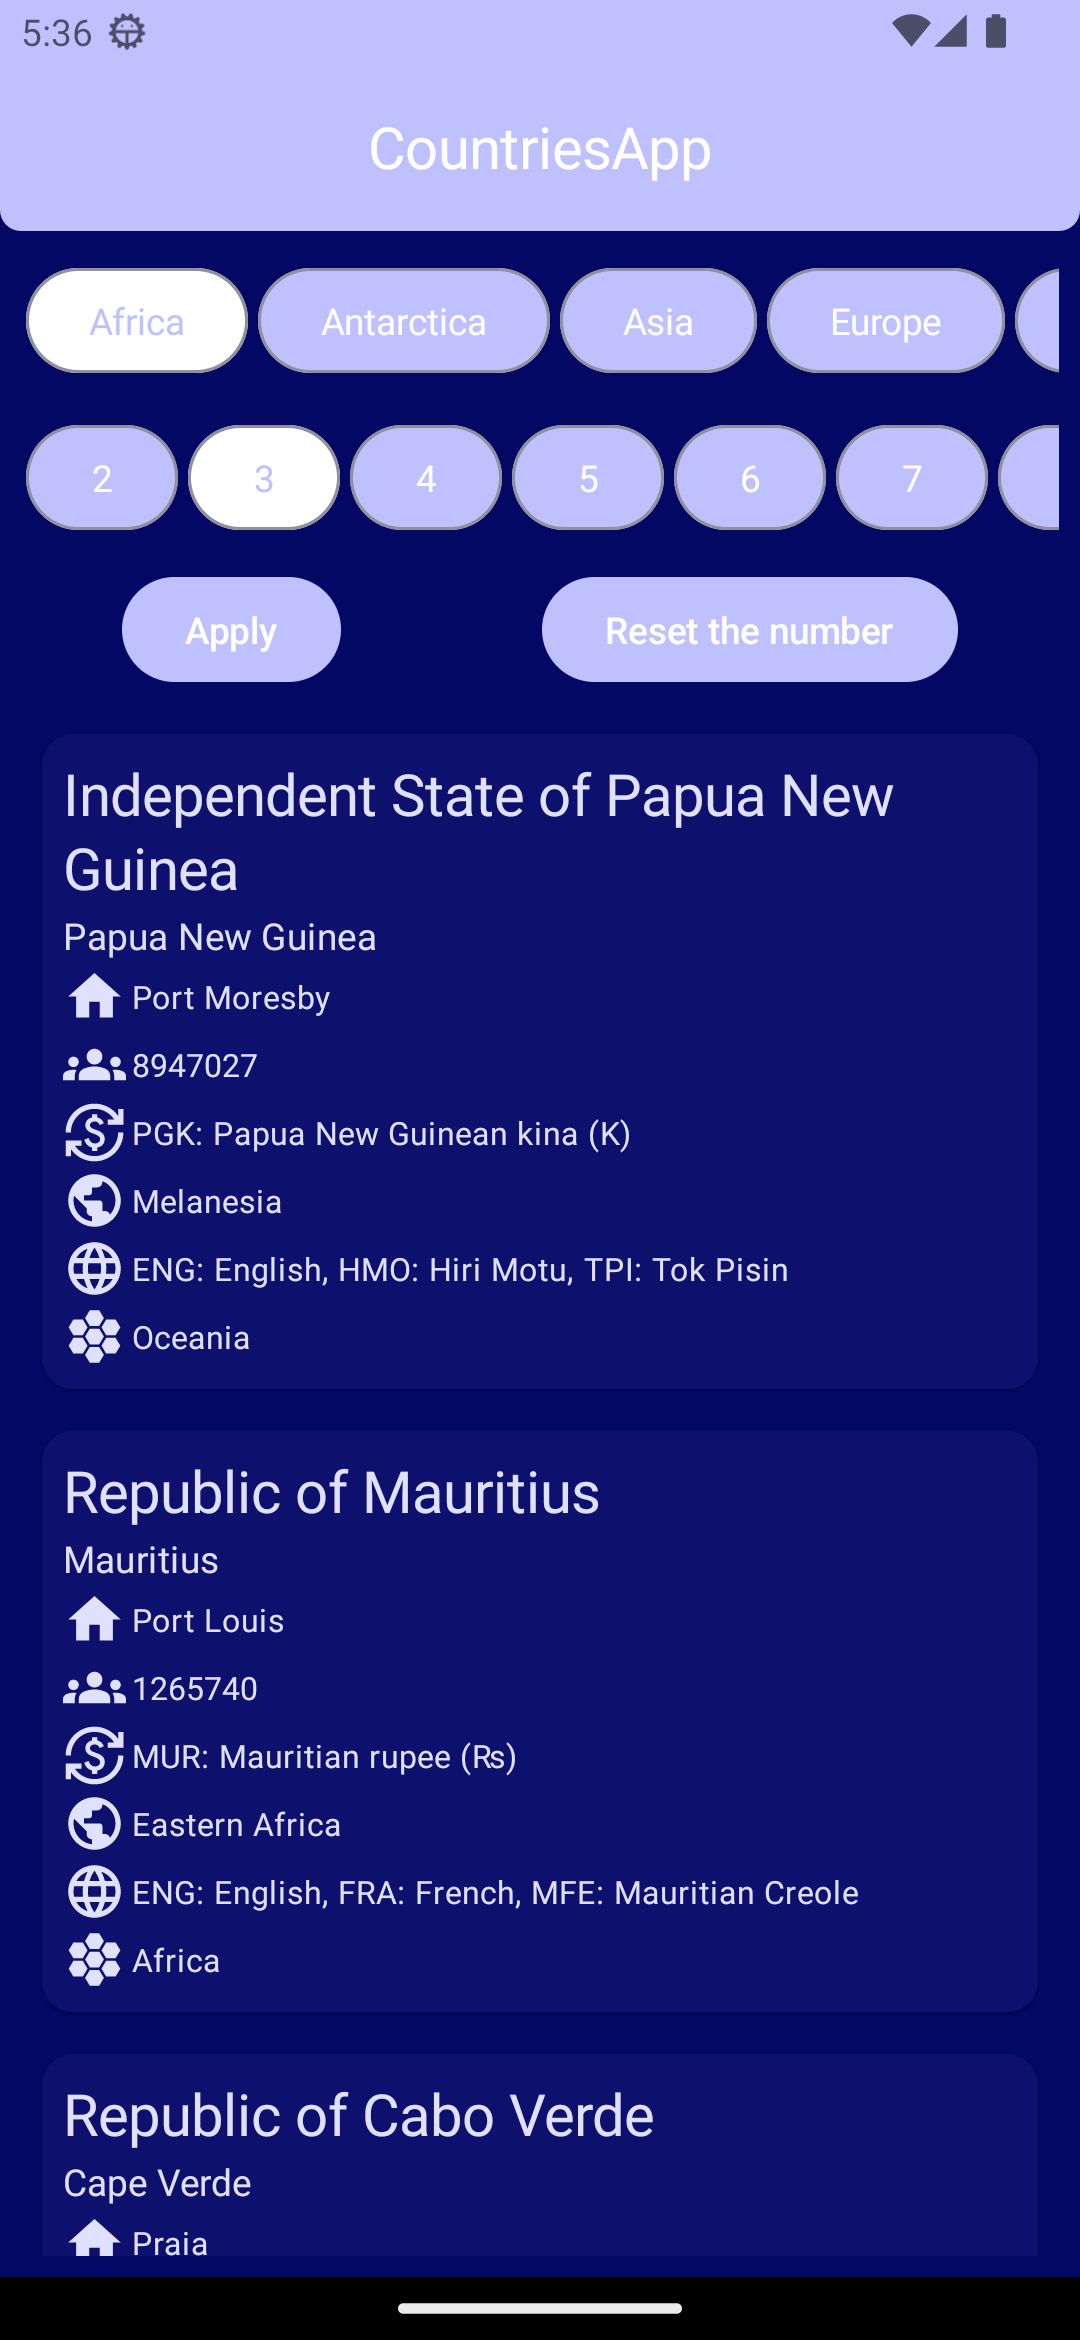 5:36
CountriesApp
Africa Antarctica Asia Europe
2 3 4 5 6 7
Apply Reset the number
Independent State of Papua New
Guinea
Papua New Guinea
Port Moresby
8947027
PGK: Papua New Guinean kina (K)
Melanesia
ENG: English, HMO: Hiri Motu, TPI: Tok Pisin
Oceania
Republic of Mauritius
Mauritius
Port Louis
1265740
MUR: Mauritian rupee (₨)
Eastern Africa
ENG: English, FRA: French, MFE: Mauritian Creole
Africa
Republic of Cabo Verde
Cape Verde
Praia